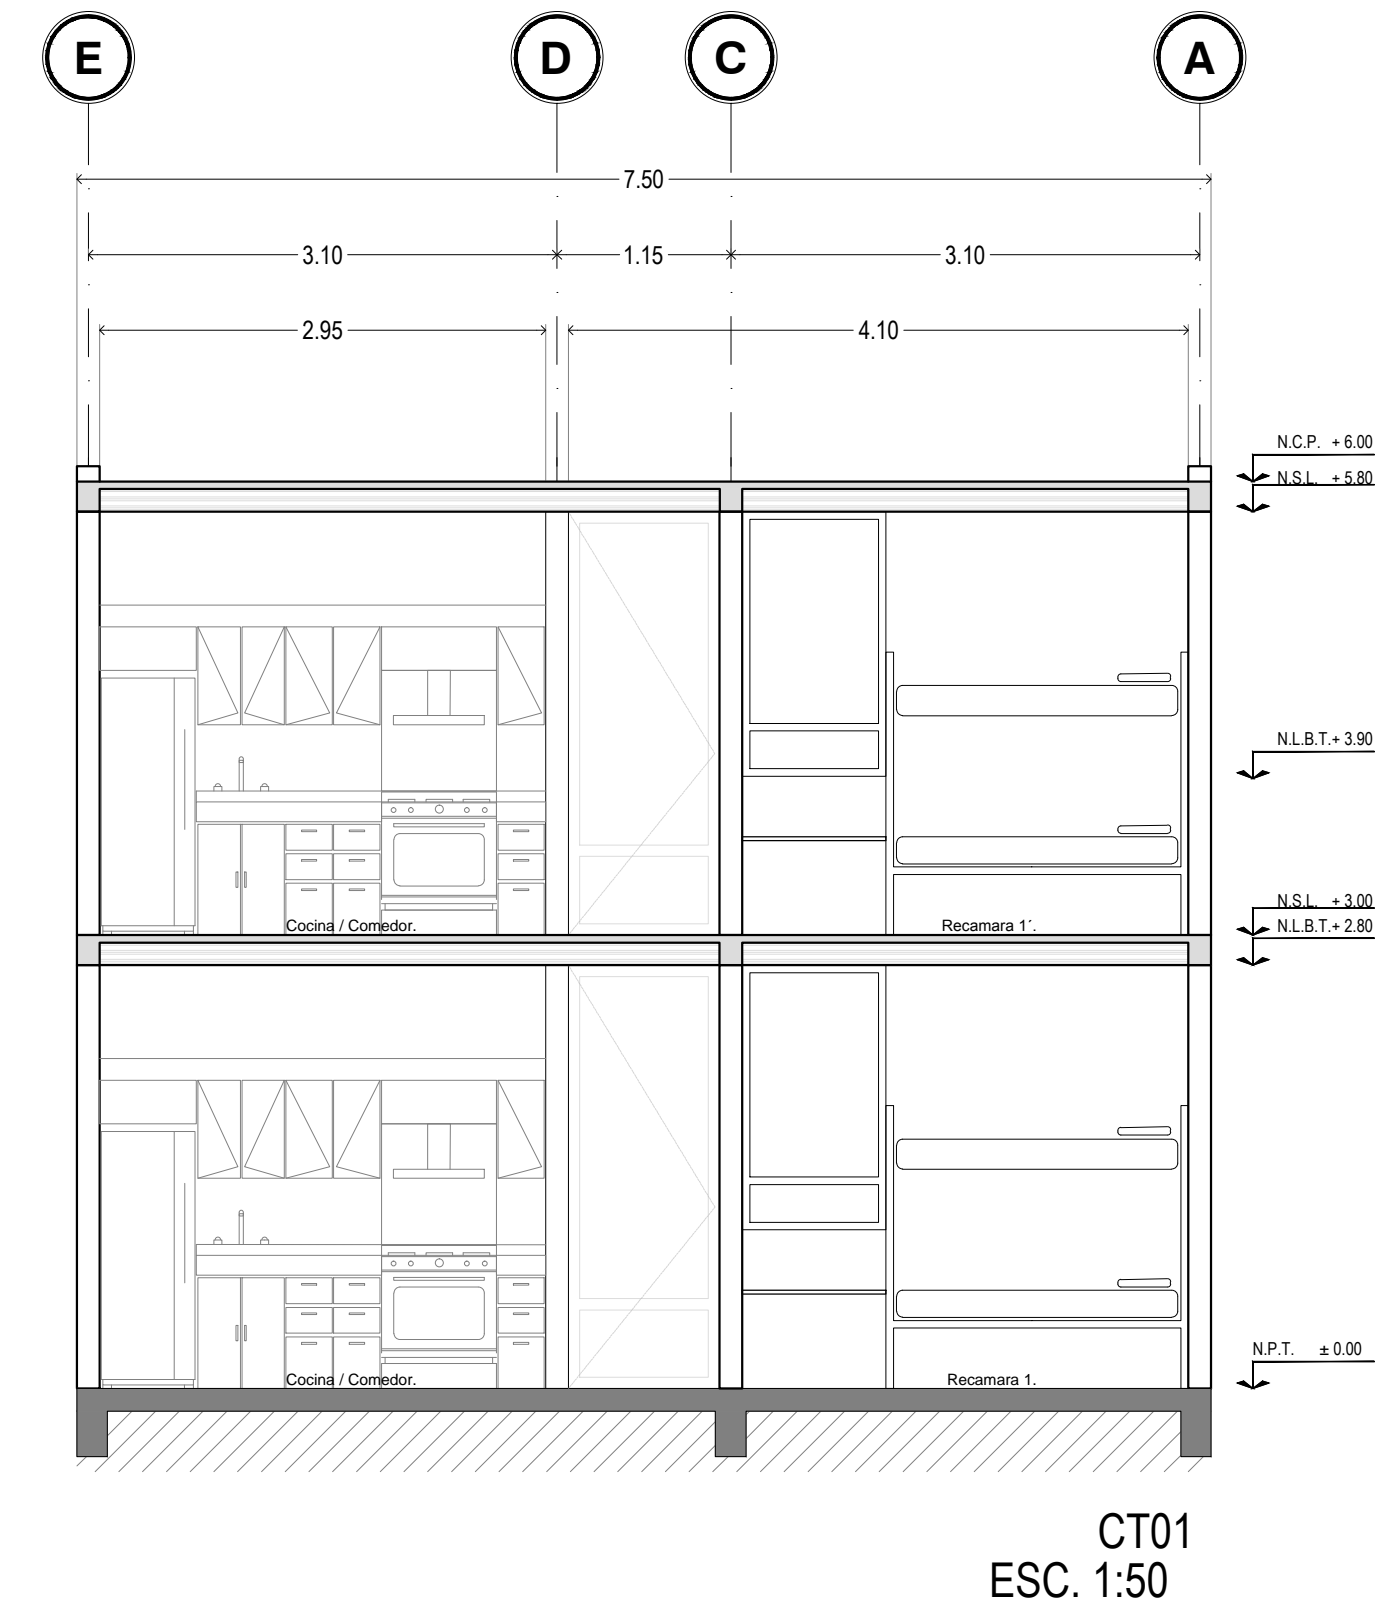 E D C A
7.50
3.10 1.15 3.10
2.95 4.10
N.C.P. + 6.00
N.S.L. + 5.80
N.L.B.T.+ 3.90
N.S.L. + 3.00
Cocina / Comedor. Recamara 1´.
N.L.B.T.+ 2.80
N.P.T. ± 0.00
Cocina / Comedor. Recamara 1.
CT01
ESC. 1:50